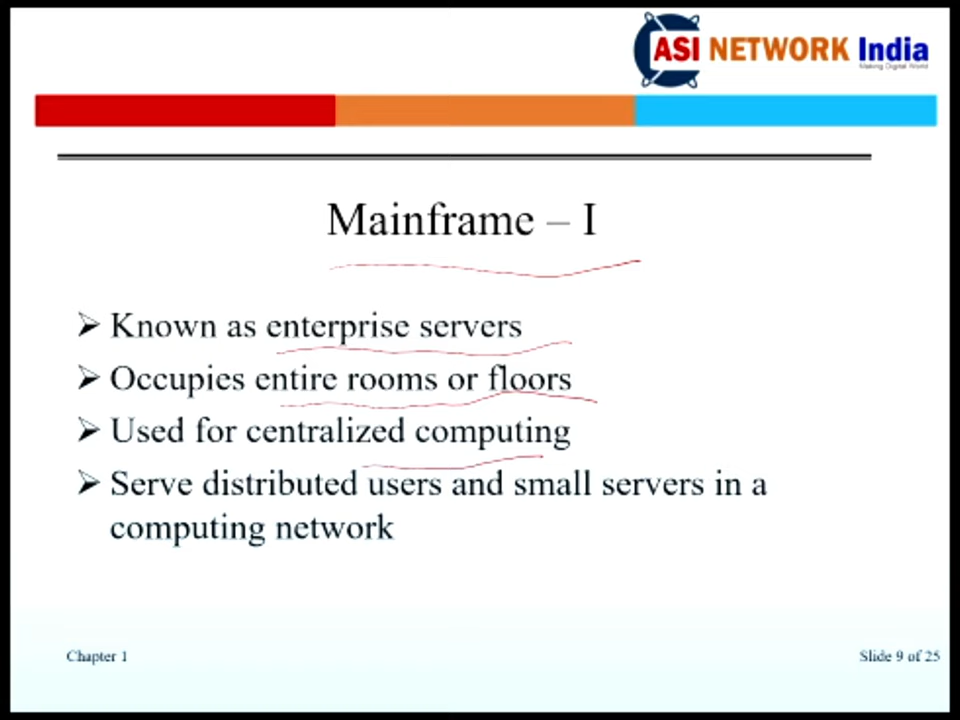 ASI NETWORK India
Making Digital World
Mainframe – I
➢ Known as enterprise servers
➢ Occupies entire rooms or floors
➢ Used for centralized computing
➢ Serve distributed users and small servers in a
computing network
Chapter 1
Slide 9 of 25